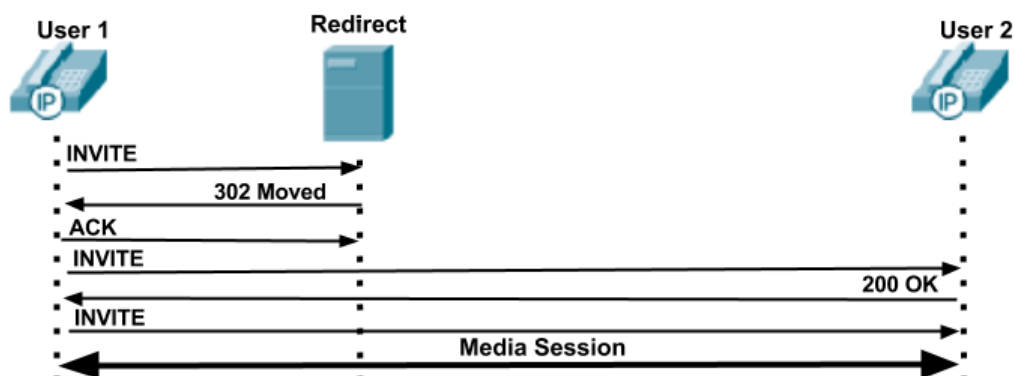 User 1
Redirect
User 2
IP
IP
INVITE
302 Moved
ACK
INVITE
200 OK
INVITE
Media Session